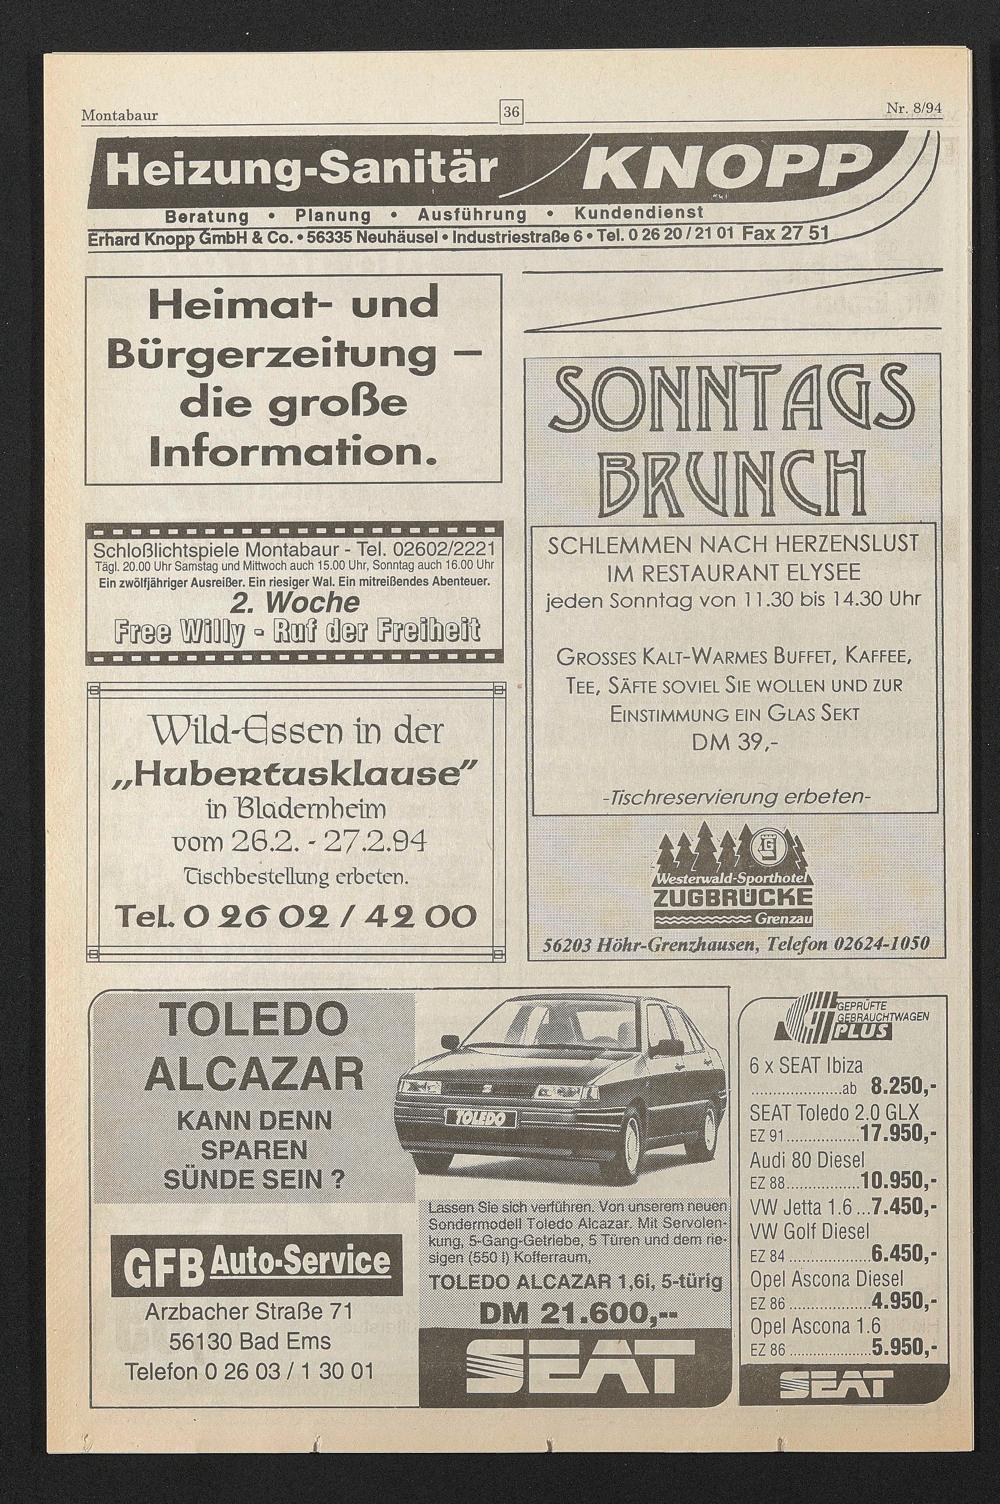 Montabaur
36
Nr. 8/94
Heizung-Sanitär KNOPP
Beratung • Planung • Ausführung • Kundendienst
Erhard Knopp GmbH & Co. • 56335 Neuhäusel • Industriestraße 6 • Tel. 0 26 20 / 21 01 Fax 27 51
Heimat- und
Bürgerzeitung –
die große
Information.
Schloßlichtspiele Montabaur - Tel. 02602/2221
Tägl. 20.00 Uhr Samstag und Mittwoch auch 15.00 Uhr, Sonntag auch 16.00 Uhr
Ein zwölfjähriger Ausreißer. Ein riesiger Wal. Ein mitreißendes Abenteuer.
2. Woche
Free Willy - Ruf der Freiheit
Wild-Essen in der
„Hubertusklause”
in Bladernheim
vom 26.2. - 27.2.94
Tischbestellung erbeten.
Tel. 0 26 02 / 42 00
SONNTAGS
BRUNCH
SCHLEMMEN NACH HERZENSLUST
IM RESTAURANT ELYSEE
jeden Sonntag von 11.30 bis 14.30 Uhr
GROSSES KALT-WARMES BUFFET, KAFFEE,
TEE, SÄFTE SOVIEL SIE WOLLEN UND ZUR
EINSTIMMUNG EIN GLAS SEKT
DM 39,-
-Tischreservierung erbeten-
G
Westerwald-Sporthotel
ZUGBRÜCKE
Grenzau
56203 Höhr-Grenzhausen, Telefon 02624-1050
TOLEDO
ALCAZAR
KANN DENN
SPAREN
SÜNDE SEIN ?
TOLEDO
GFB Auto-Service
Arzbacher Straße 71
56130 Bad Ems
Telefon 0 26 03 / 1 30 01
Lassen Sie sich verführen. Von unserem neuen
Sondermodell Toledo Alcazar. Mit Servolen-
kung, 5-Gang-Getriebe, 5 Türen und dem rie-
sigen (550 l) Kofferraum,
TOLEDO ALCAZAR 1,6i, 5-türig
DM 21.600,--
SEAT
GEPRÜFTE
GEBRAUCHTWAGEN
PLUS
6 x SEAT Ibiza
......................ab 8.250,-
SEAT Toledo 2.0 GLX
EZ 91.................17.950,-
Audi 80 Diesel
EZ 88.................10.950,-
VW Jetta 1.6 ...7.450,-
VW Golf Diesel
EZ 84 ...................6.450,-
Opel Ascona Diesel
EZ 86 ...................4.950,-
Opel Ascona 1.6
EZ 86 ...................5.950,-
SEAT